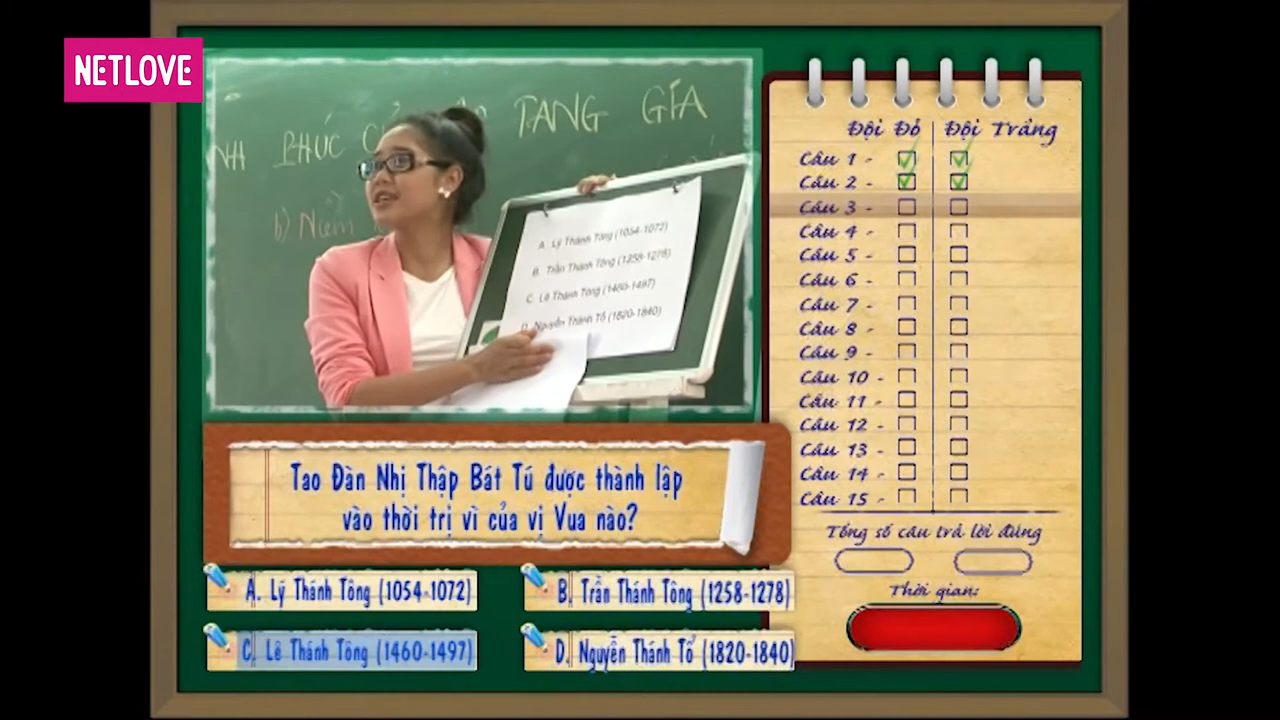 NETLOVE
TANG GIA
NH PHÚC
b) Niềm
A. Lý Thánh Tông (1054-1072)
B. Trần Thánh Tông (1258-1278)
C. Lê Thánh Tông (1460-1497)
D. Nguyễn Thánh Tổ (1820-1840)
Tao Đàn Nhị Thập Bát Tú được thành lập
vào thời trị vì của vị Vua nào?
A. Lý Thánh Tông (1054-1072)
B. Trần Thánh Tông (1258-1278)
C. Lê Thánh Tông (1460-1497)
D. Nguyễn Thánh Tổ (1820-1840)
Đội Đỏ Đội Trắng
Câu 1 -
Câu 2 -
Câu 3 -
Câu 4 -
Câu 5 -
Câu 6 -
Câu 7 -
Câu 8 -
Câu 9 -
Câu 10 -
Câu 11 -
Câu 12 -
Câu 13 -
Câu 14 -
Câu 15 -
Tổng số câu trả lời đúng
Thời gian: